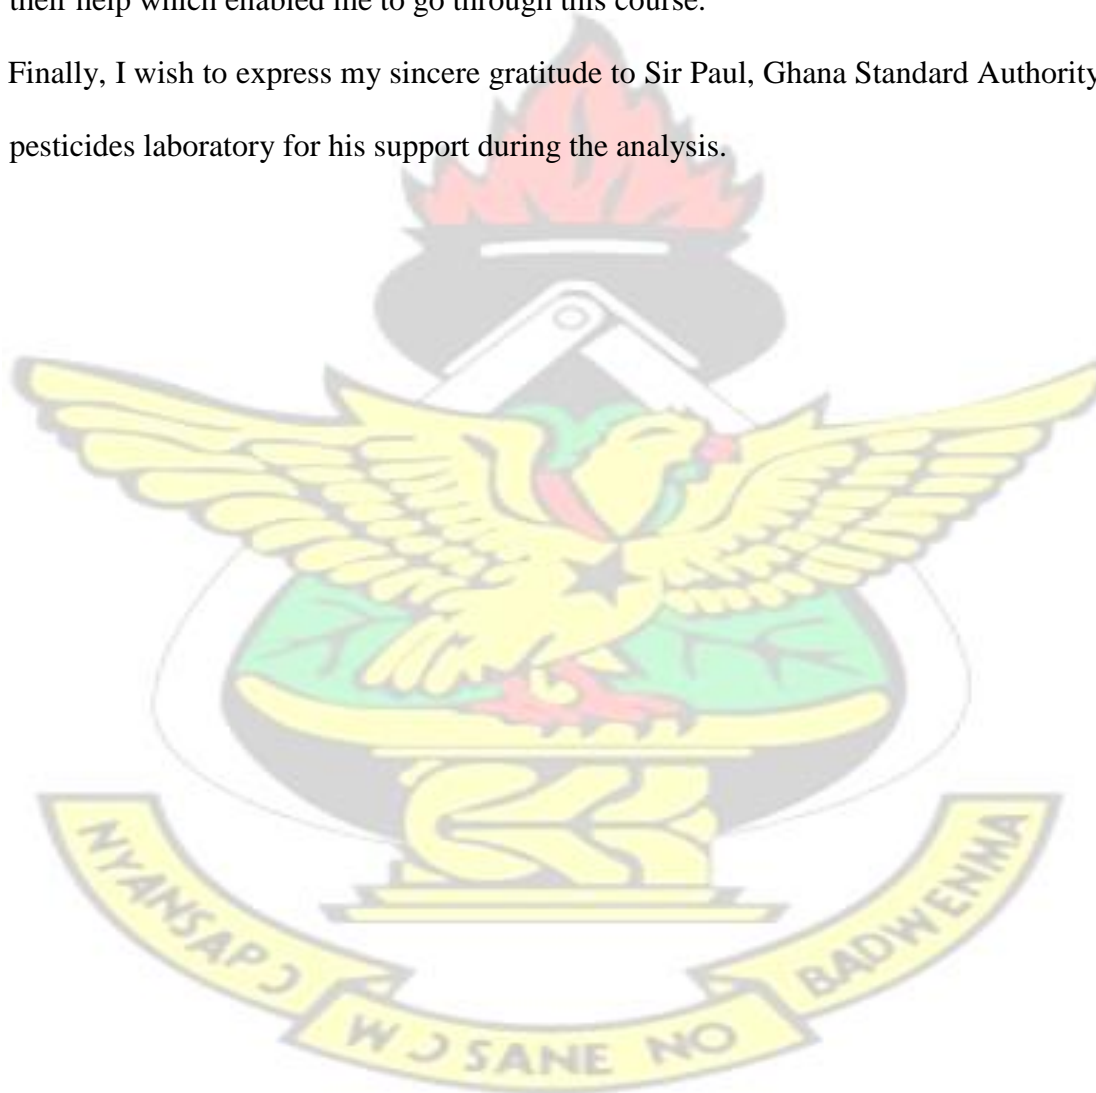 their help which enabled me to go through this course.
Finally, I wish to express my sincere gratitude to Sir Paul, Ghana Standard Authority
pesticides laboratory for his support during the analysis.
NYANSAPƆ
WƆ SANE NO
BADWENMA